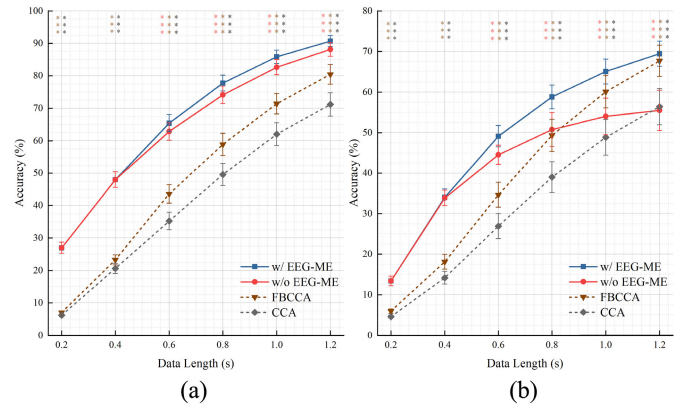 100
90
80
70
60
50
40
30
20
10
0
Accuracy (%)
0.2 0.4 0.6 0.8 1.0 1.2
Data Length (s)
w/ EEG-ME
w/o EEG-ME
FBCCA
CCA
(a)
80
70
60
50
40
30
20
10
0
Accuracy (%)
0.2 0.4 0.6 0.8 1.0 1.2
Data Length (s)
w/ EEG-ME
w/o EEG-ME
FBCCA
CCA
(b)